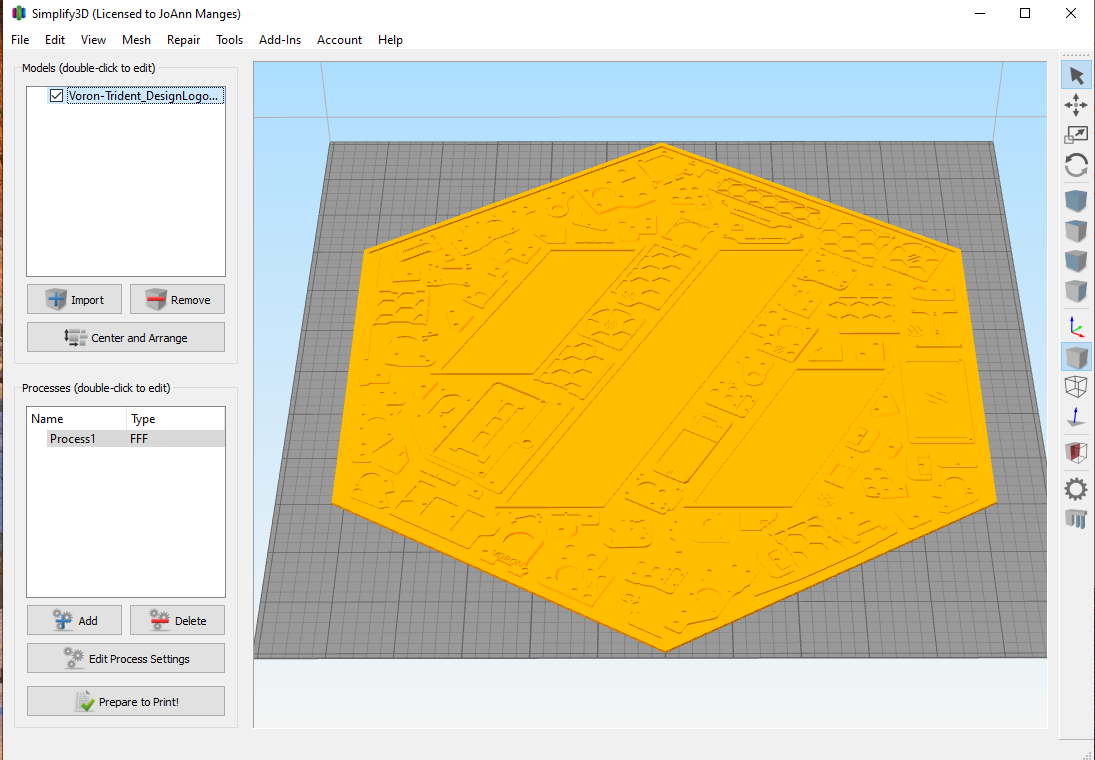 Simplify3D (Licensed to JoAnn Manges)
File Edit View Mesh Repair Tools Add-Ins Account Help
Models (double-click to edit)
Voron-Trident_DesignLogo...
Import Remove
Center and Arrange
Processes (double-click to edit)
Name Type
Process1 FFF
Add Delete
Edit Process Settings
Prepare to Print!